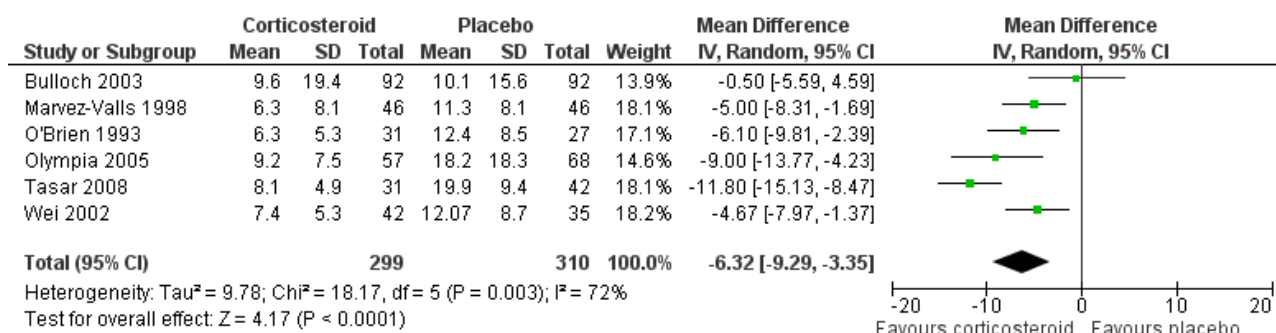 Corticosteroid Placebo Mean Difference Mean Difference
Study or Subgroup Mean SD Total Mean SD Total Weight IV, Random, 95% CI IV, Random, 95% CI
Bulloch 2003 9.6 19.4 92 10.1 15.6 92 13.9% -0.50 [-5.59, 4.59]
Marvez-Valls 1998 6.3 8.1 46 11.3 8.1 46 18.1% -5.00 [-8.31, -1.69]
O'Brien 1993 6.3 5.3 31 12.4 8.5 27 17.1% -6.10 [-9.81, -2.39]
Olympia 2005 9.2 7.5 57 18.2 18.3 68 14.6% -9.00 [-13.77, -4.23]
Tasar 2008 8.1 4.9 31 19.9 9.4 42 18.1% -11.80 [-15.13, -8.47]
Wei 2002 7.4 5.3 42 12.07 8.7 35 18.2% -4.67 [-7.97, -1.37]
Total (95% CI) 299 310 100.0% -6.32 [-9.29, -3.35]
Heterogeneity: Tau² = 9.78; Chi² = 18.17, df = 5 (P = 0.003); I² = 72%
Test for overall effect: Z = 4.17 (P < 0.0001)
-20 -10 0 10 20
Favours corticosteroid Favours placebo